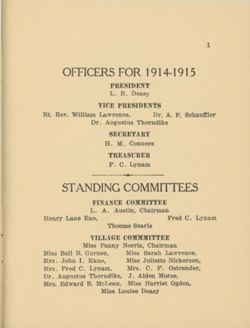 1
OFFICERS FOR 1914-1915
PRESIDENT
L. B. Deasy
VICE PRESIDENTS
Rt. Rev. William Lawrence, Dr. A. F. Schauffler
Dr. Augustus Thorndike
SECRETARY
H. M. Conners
TREASURER
F. C. Lynam
STANDING COMMITTEES
FINANCE COMMITTEE
L. A. Austin, Chairman
Henry Lane Eno, Fred C. Lynam
Thomas Searls
VILLAGE COMMITTEE
Miss Fanny Norris, Chairman
Miss Bell B. Gurnee, Miss Sarah Lawrence,
Mrs. John I. Kane, Miss Juliette Nickerson,
Mrs. Fred C. Lynam, Mrs. C. F. Ostrander,
Dr. Augustus Thorndike, J. Alden Morse,
Mrs. Edward B. McLean, Miss Harriet Ogden,
Miss Louise Deasy